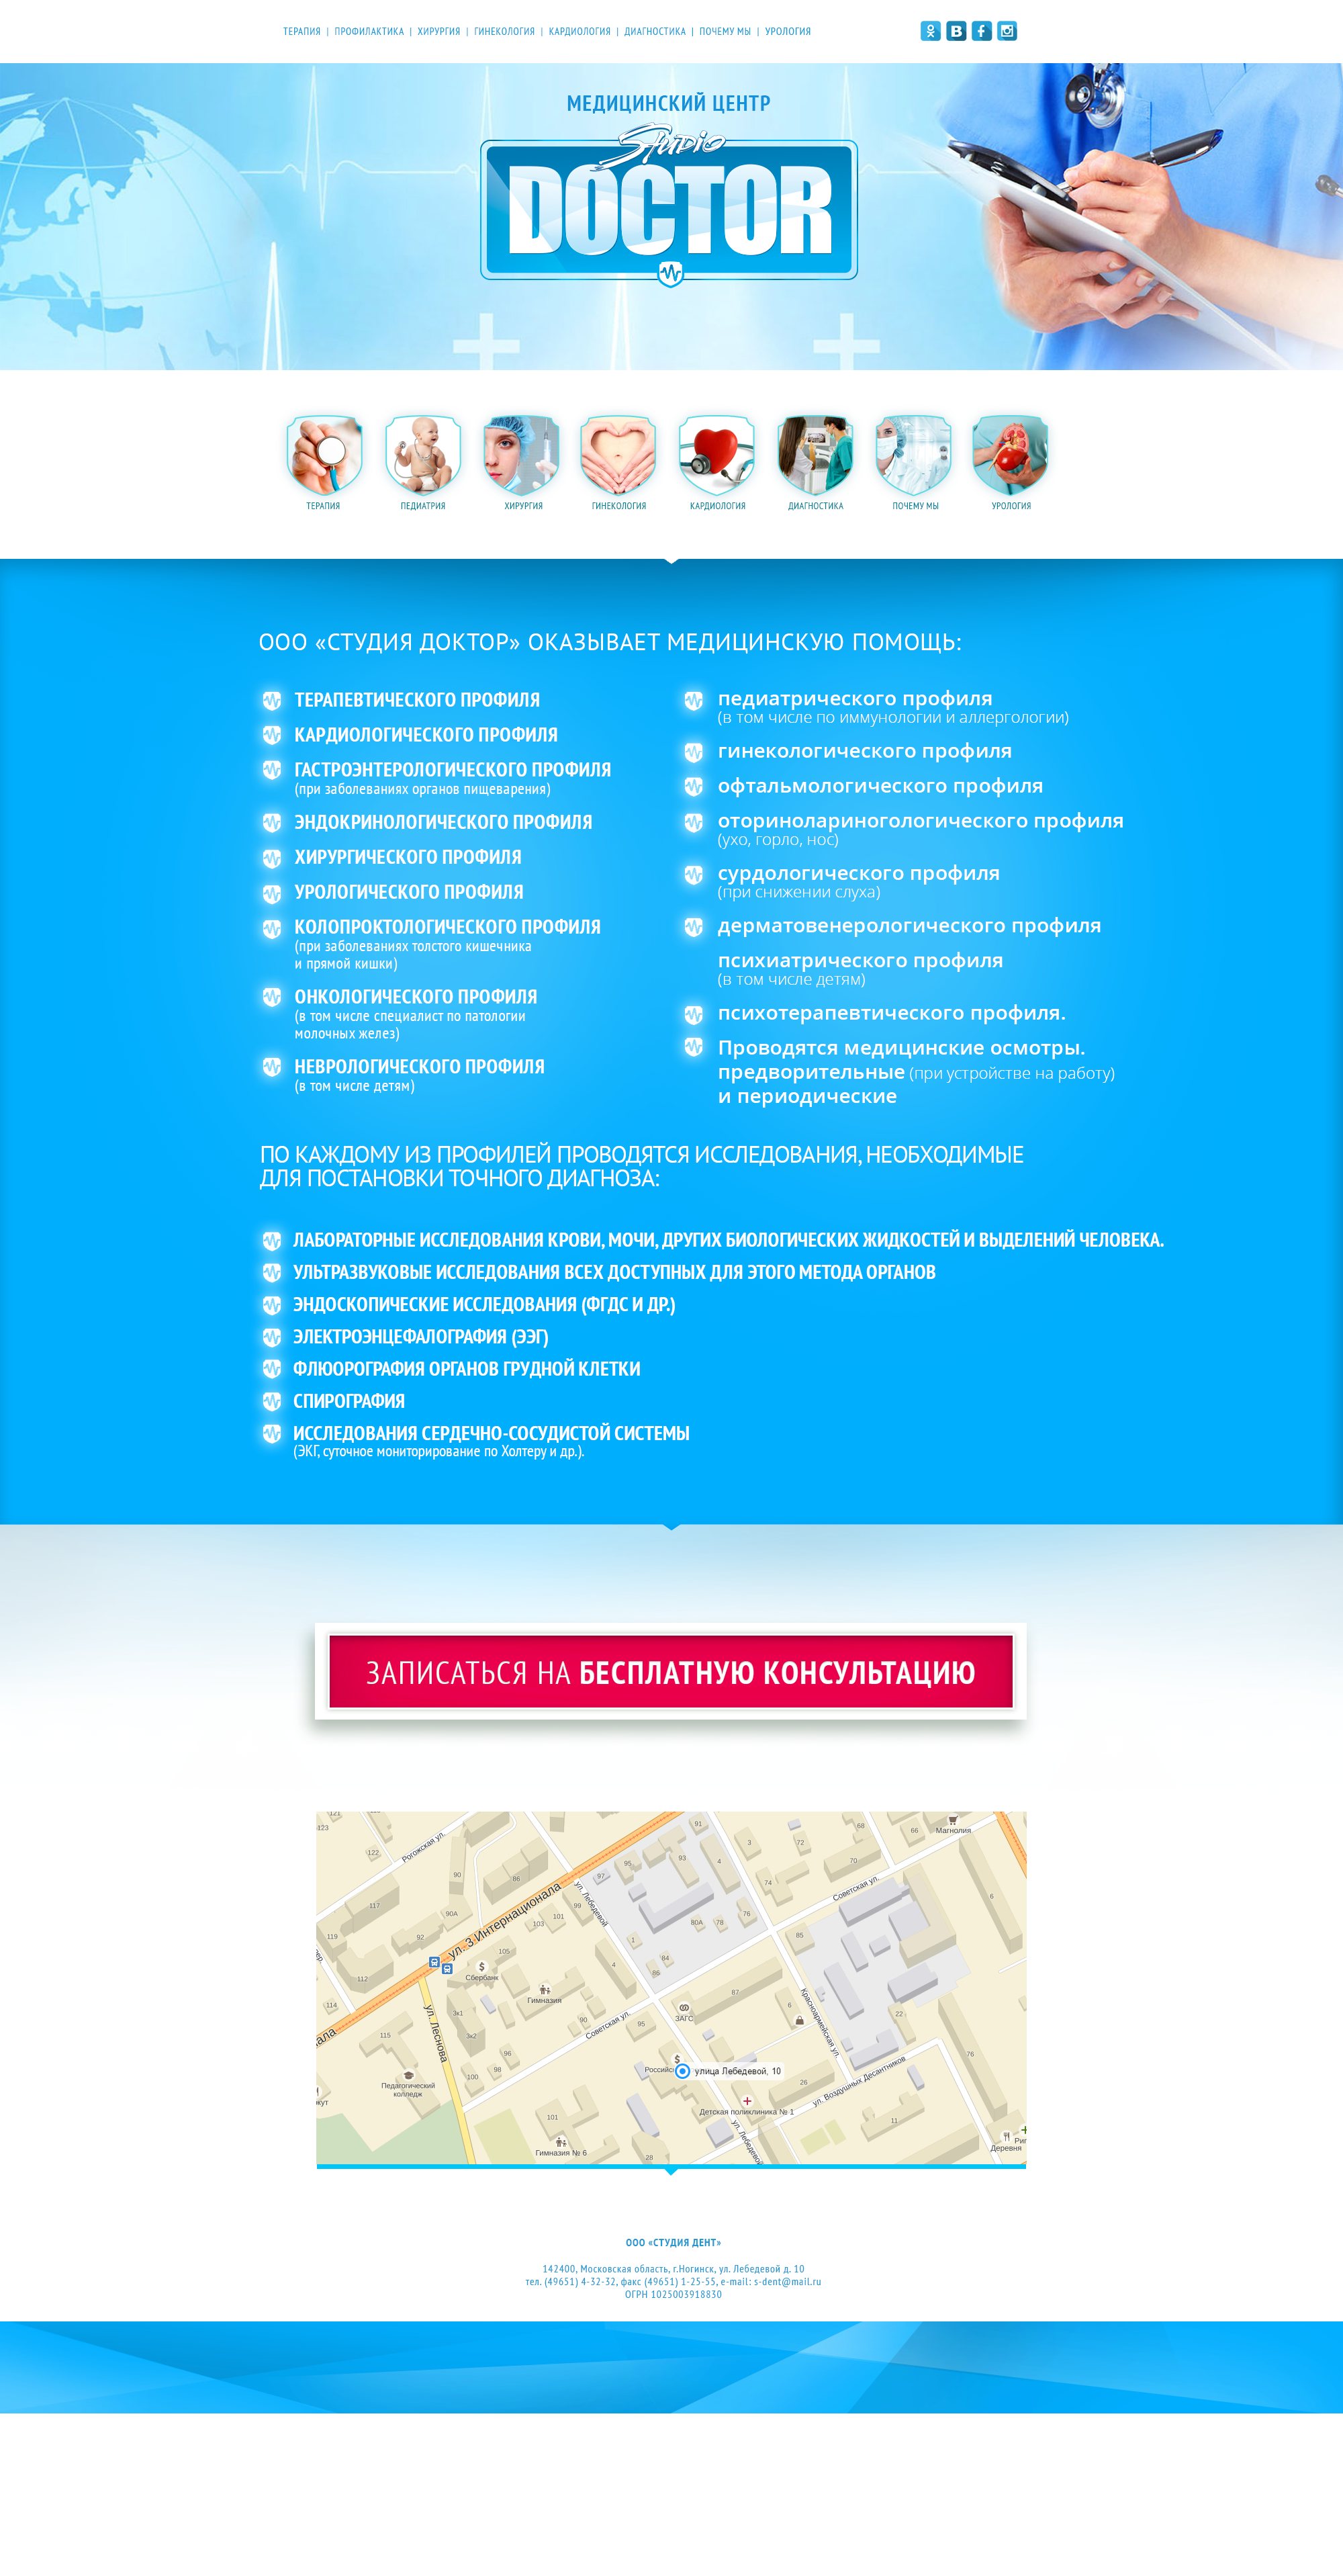 ТЕРАПИЯ | ПРОФИЛАКТИКА | ХИРУРГИЯ | ГИНЕКОЛОГИЯ | КАРДИОЛОГИЯ | ДИАГНОСТИКА | ПОЧЕМУ МЫ | УРОЛОГИЯ
МЕДИЦИНСКИЙ ЦЕНТР
Studio
DOCTOR
ТЕРАПИЯ ПЕДИАТРИЯ ХИРУРГИЯ ГИНЕКОЛОГИЯ КАРДИОЛОГИЯ ДИАГНОСТИКА ПОЧЕМУ МЫ УРОЛОГИЯ
ООО «СТУДИЯ ДОКТОР» ОКАЗЫВАЕТ МЕДИЦИНСКУЮ ПОМОЩЬ:
ТЕРАПЕВТИЧЕСКОГО ПРОФИЛЯ
КАРДИОЛОГИЧЕСКОГО ПРОФИЛЯ
ГАСТРОЭНТЕРОЛОГИЧЕСКОГО ПРОФИЛЯ
(при заболеваниях органов пищеварения)
ЭНДОКРИНОЛОГИЧЕСКОГО ПРОФИЛЯ
ХИРУРГИЧЕСКОГО ПРОФИЛЯ
УРОЛОГИЧЕСКОГО ПРОФИЛЯ
КОЛОПРОКТОЛОГИЧЕСКОГО ПРОФИЛЯ
(при заболеваниях толстого кишечника
и прямой кишки)
ОНКОЛОГИЧЕСКОГО ПРОФИЛЯ
(в том числе специалист по патологии
молочных желез)
НЕВРОЛОГИЧЕСКОГО ПРОФИЛЯ
(в том числе детям)
педиатрического профиля
(в том числе по иммунологии и аллергологии)
гинекологического профиля
офтальмологического профиля
оториноларингологического профиля
(ухо, горло, нос)
сурдологического профиля
(при снижении слуха)
дерматовенерологического профиля
психиатрического профиля
(в том числе детям)
психотерапевтического профиля.
Проводятся медицинские осмотры.
предворительные (при устройстве на работу)
и периодические
ПО КАЖДОМУ ИЗ ПРОФИЛЕЙ ПРОВОДЯТСЯ ИССЛЕДОВАНИЯ, НЕОБХОДИМЫЕ
ДЛЯ ПОСТАНОВКИ ТОЧНОГО ДИАГНОЗА:
ЛАБОРАТОРНЫЕ ИССЛЕДОВАНИЯ КРОВИ, МОЧИ, ДРУГИХ БИОЛОГИЧЕСКИХ ЖИДКОСТЕЙ И ВЫДЕЛЕНИЙ ЧЕЛОВЕКА.
УЛЬТРАЗВУКОВЫЕ ИССЛЕДОВАНИЯ ВСЕХ ДОСТУПНЫХ ДЛЯ ЭТОГО МЕТОДА ОРГАНОВ
ЭНДОСКОПИЧЕСКИЕ ИССЛЕДОВАНИЯ (ФГДС И ДР.)
ЭЛЕКТРОЭНЦЕФАЛОГРАФИЯ (ЭЭГ)
ФЛЮОРОГРАФИЯ ОРГАНОВ ГРУДНОЙ КЛЕТКИ
СПИРОГРАФИЯ
ИССЛЕДОВАНИЯ СЕРДЕЧНО-СОСУДИСТОЙ СИСТЕМЫ
(ЭКГ, суточное мониторирование по Холтеру и др.).
ЗАПИСАТЬСЯ НА БЕСПЛАТНУЮ КОНСУЛЬТАЦИЮ
Магнолия
Рогожская ул.
ул. 3 Интернационала
ул. Лебедевой
Советская ул.
Сбербанк
Гимназия
ЗАГС
Красноармейская ул.
ул. Леснова
Советская ул.
улица Лебедевой, 10
Педагогический
колледж
Детская поликлиника № 1
ул. Воздушных Десантников
ул. Лебедевой
Гимназия № 6
Деревня
ООО «СТУДИЯ ДЕНТ»
142400, Московская область, г.Ногинск, ул. Лебедевой д. 10
тел. (49651) 4-32-32, факс (49651) 1-25-55, e-mail: s-dent@mail.ru
ОГРН 1025003918830